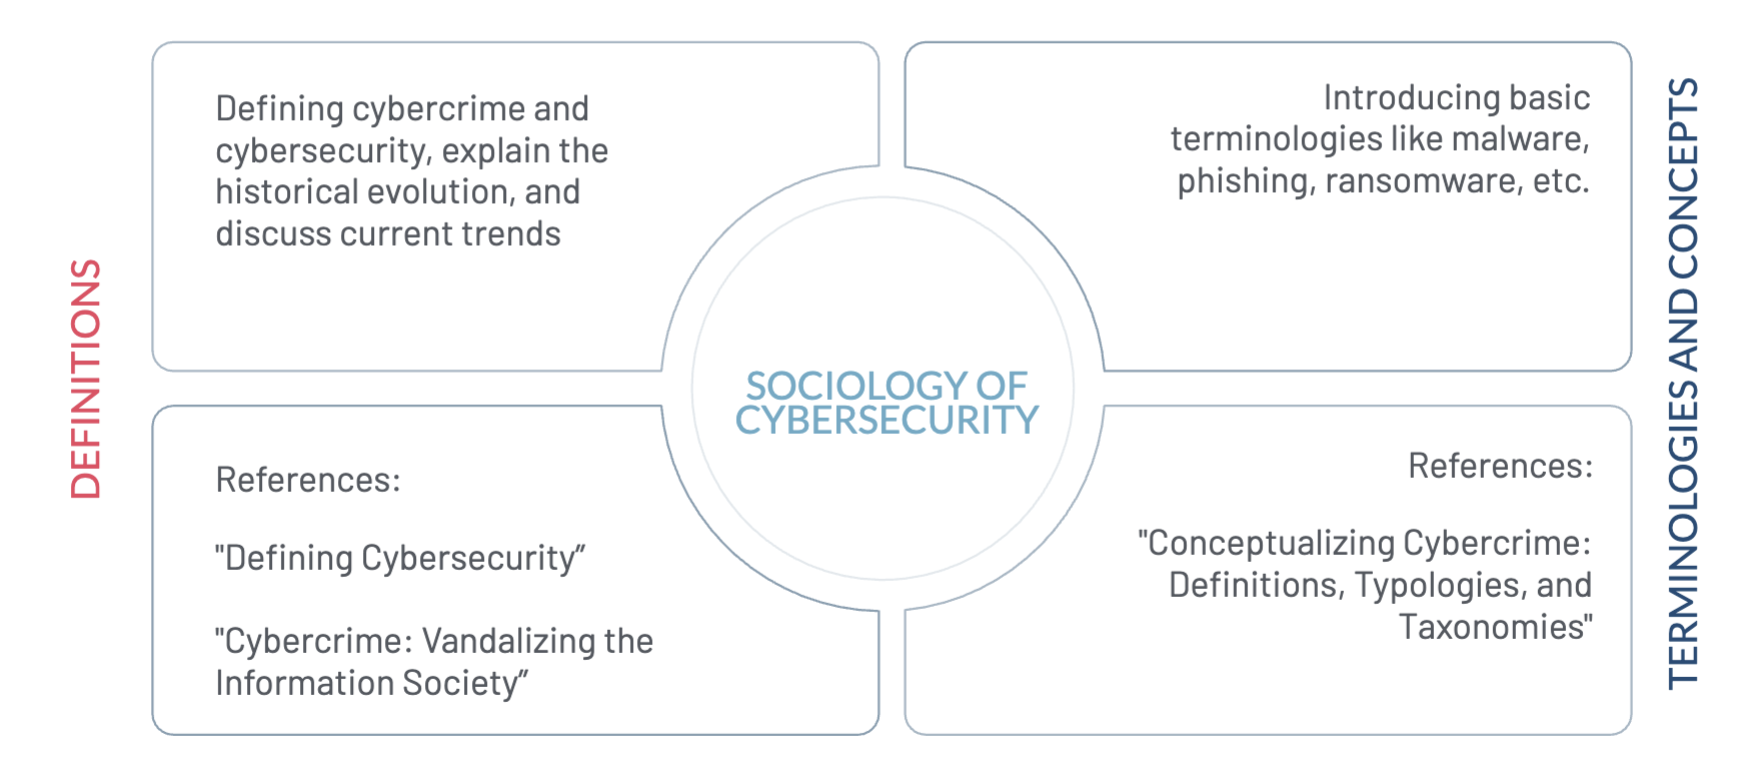 DEFINITIONS
Defining cybercrime and
cybersecurity, explain the
historical evolution, and
discuss current trends
References:
"Defining Cybersecurity”
"Cybercrime: Vandalizing the
Information Society”
SOCIOLOGY OF
CYBERSECURITY
Introducing basic
terminologies like malware,
phishing, ransomware, etc.
References:
"Conceptualizing Cybercrime:
Definitions, Typologies, and
Taxonomies"
TERMINOLOGIES AND CONCEPTS